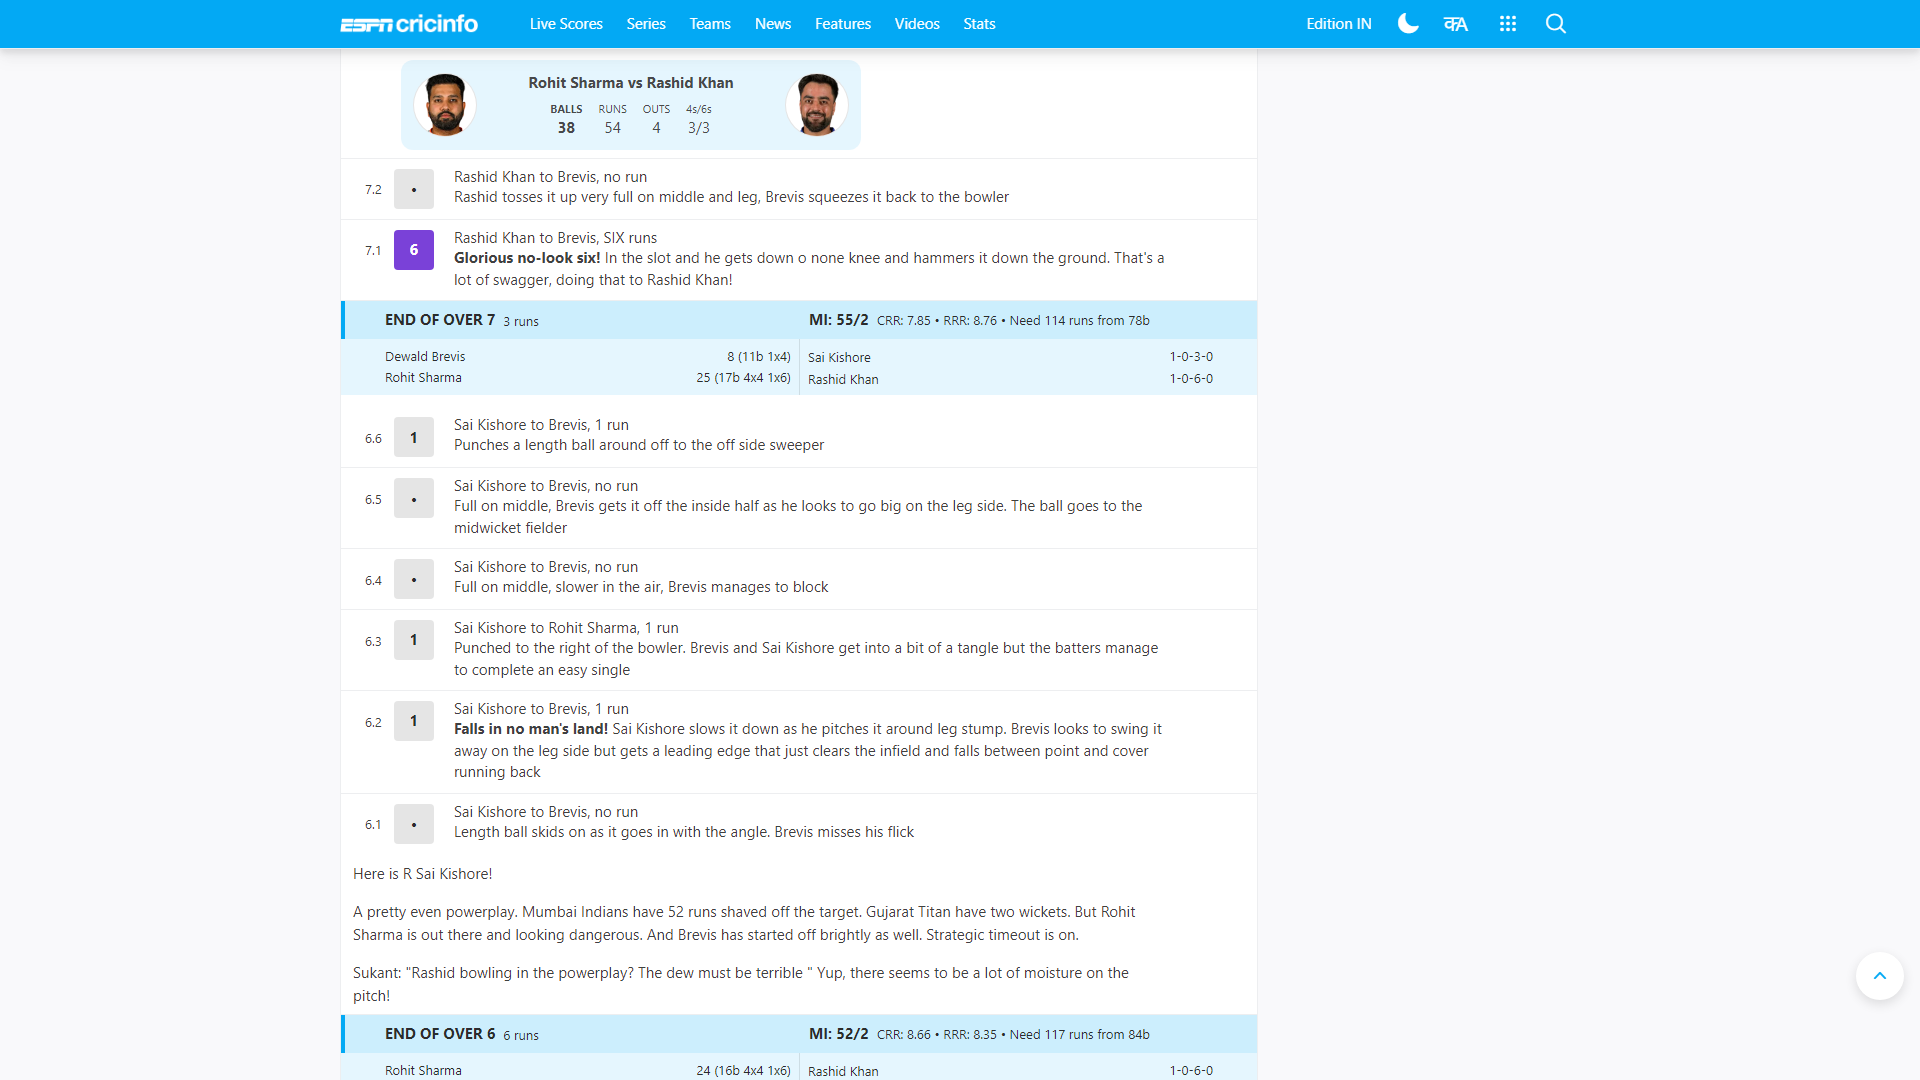 ESPN cricinfo Live Scores Series Teams News Features Videos Stats Edition IN क A
Rohit Sharma vs Rashid Khan
BALLS RUNS OUTS 4s/6s
38 54 4 3/3
7.2 • Rashid Khan to Brevis, no run
Rashid tosses it up very full on middle and leg, Brevis squeezes it back to the bowler
7.1 6 Rashid Khan to Brevis, SIX runs
Glorious no-look six! In the slot and he gets down o none knee and hammers it down the ground. That's a
lot of swagger, doing that to Rashid Khan!
END OF OVER 7 3 runs MI: 55/2 CRR: 7.85 • RRR: 8.76 • Need 114 runs from 78b
Dewald Brevis 8 (11b 1x4) Sai Kishore 1-0-3-0
Rohit Sharma 25 (17b 4x4 1x6) Rashid Khan 1-0-6-0
6.6 1 Sai Kishore to Brevis, 1 run
Punches a length ball around off to the off side sweeper
6.5 • Sai Kishore to Brevis, no run
Full on middle, Brevis gets it off the inside half as he looks to go big on the leg side. The ball goes to the
midwicket fielder
6.4 • Sai Kishore to Brevis, no run
Full on middle, slower in the air, Brevis manages to block
6.3 1 Sai Kishore to Rohit Sharma, 1 run
Punched to the right of the bowler. Brevis and Sai Kishore get into a bit of a tangle but the batters manage
to complete an easy single
6.2 1 Sai Kishore to Brevis, 1 run
Falls in no man's land! Sai Kishore slows it down as he pitches it around leg stump. Brevis looks to swing it
away on the leg side but gets a leading edge that just clears the infield and falls between point and cover
running back
6.1 • Sai Kishore to Brevis, no run
Length ball skids on as it goes in with the angle. Brevis misses his flick
Here is R Sai Kishore!
A pretty even powerplay. Mumbai Indians have 52 runs shaved off the target. Gujarat Titan have two wickets. But Rohit
Sharma is out there and looking dangerous. And Brevis has started off brightly as well. Strategic timeout is on.
Sukant: "Rashid bowling in the powerplay? The dew must be terrible " Yup, there seems to be a lot of moisture on the
pitch!
END OF OVER 6 6 runs MI: 52/2 CRR: 8.66 • RRR: 8.35 • Need 117 runs from 84b
Rohit Sharma 24 (16b 4x4 1x6) Rashid Khan 1-0-6-0